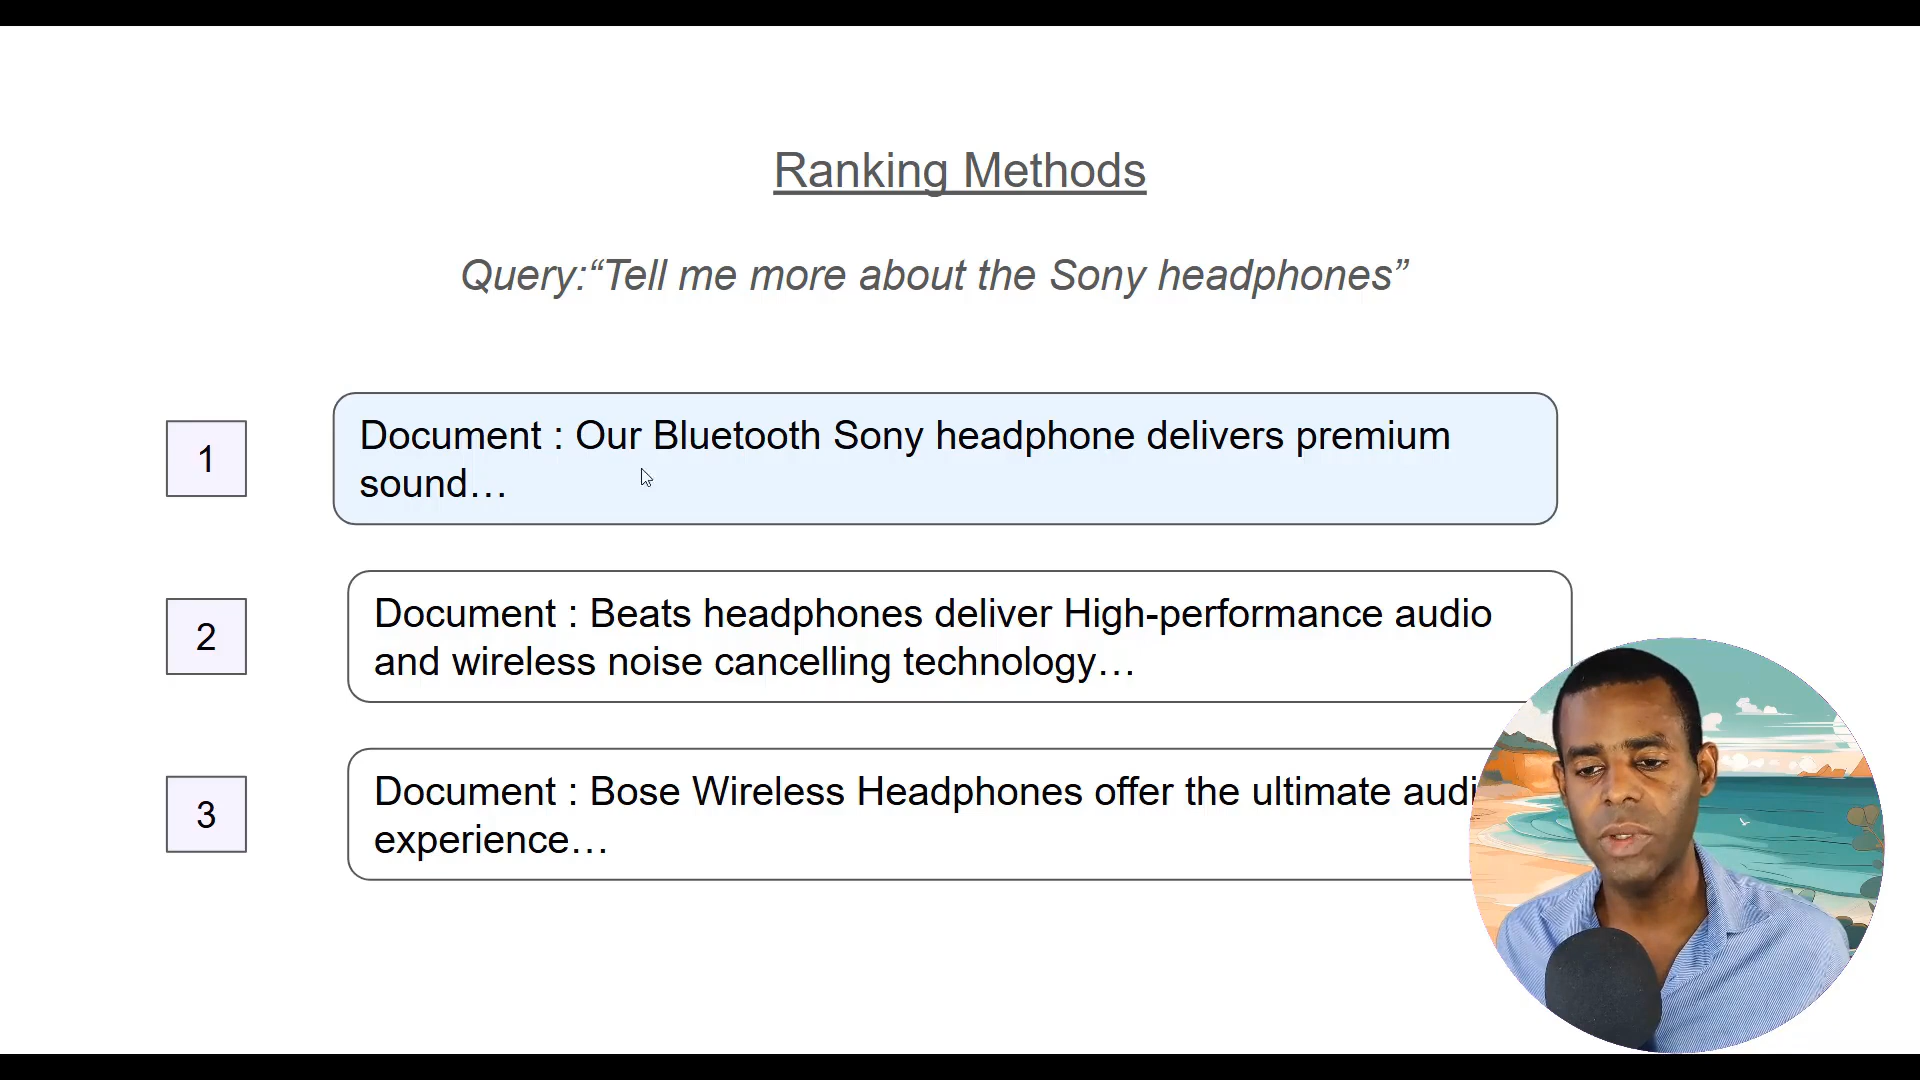 Ranking Methods
Query:“Tell me more about the Sony headphones”
1
Document : Our Bluetooth Sony headphone delivers premium
sound…
2
Document : Beats headphones deliver High-performance audio
and wireless noise cancelling technology…
3
Document : Bose Wireless Headphones offer the ultimate
experience…